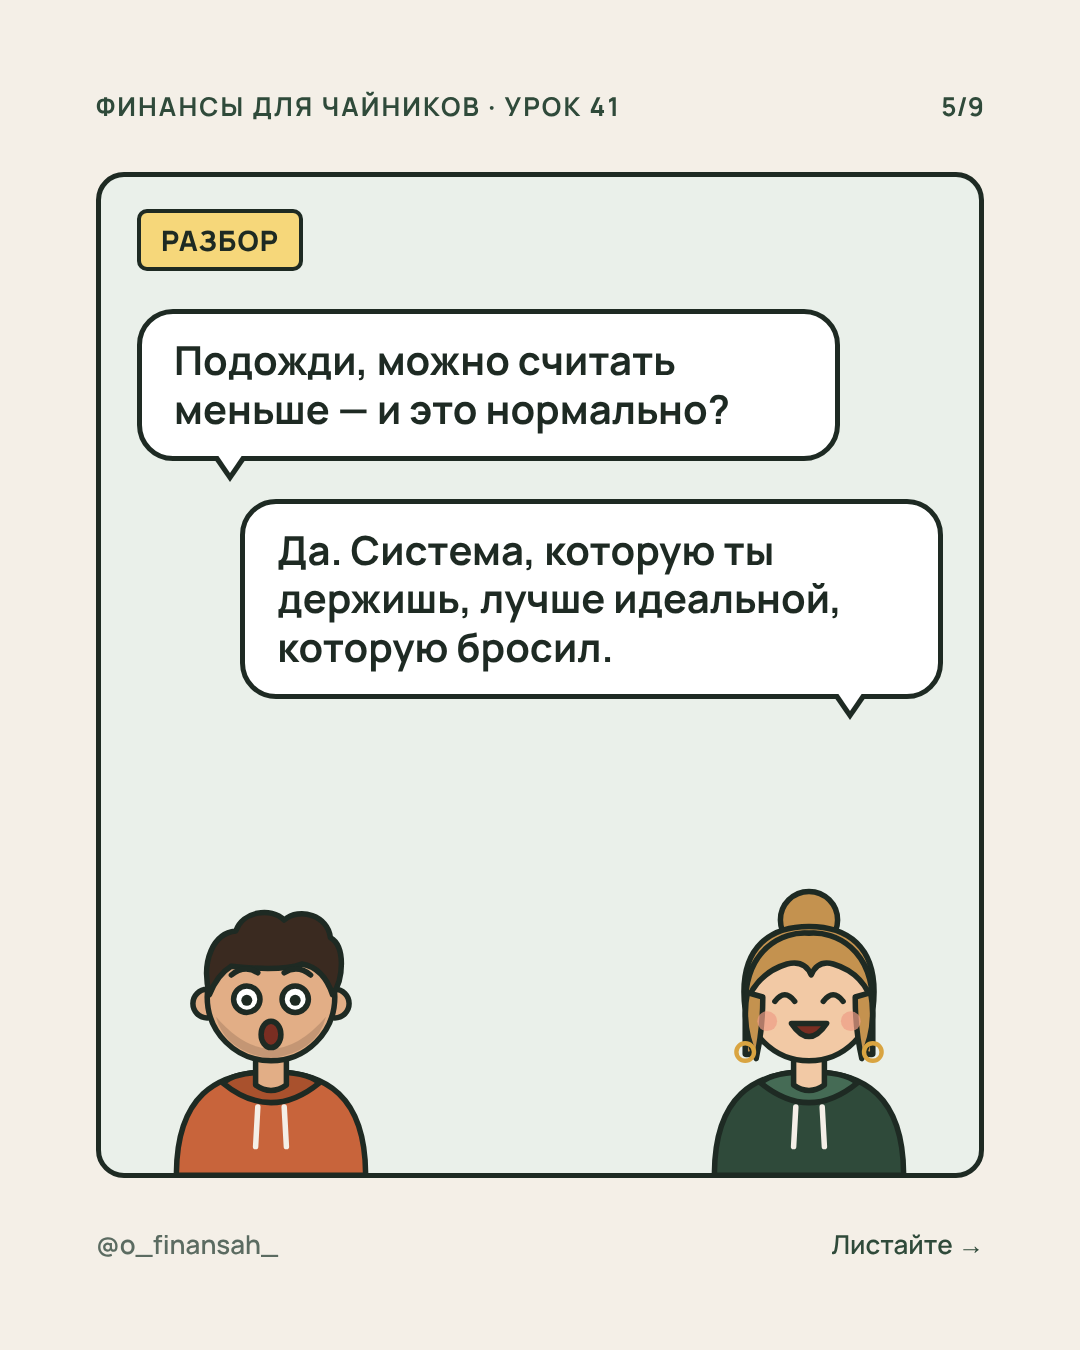 ФИНАНСЫ ДЛЯ ЧАЙНИКОВ · УРОК 41
5/9
РАЗБОР
Подожди, можно считать
меньше — и это нормально?
Да. Система, которую ты
держишь, лучше идеальной,
которую бросил.
@o_finansah_
Листайте →